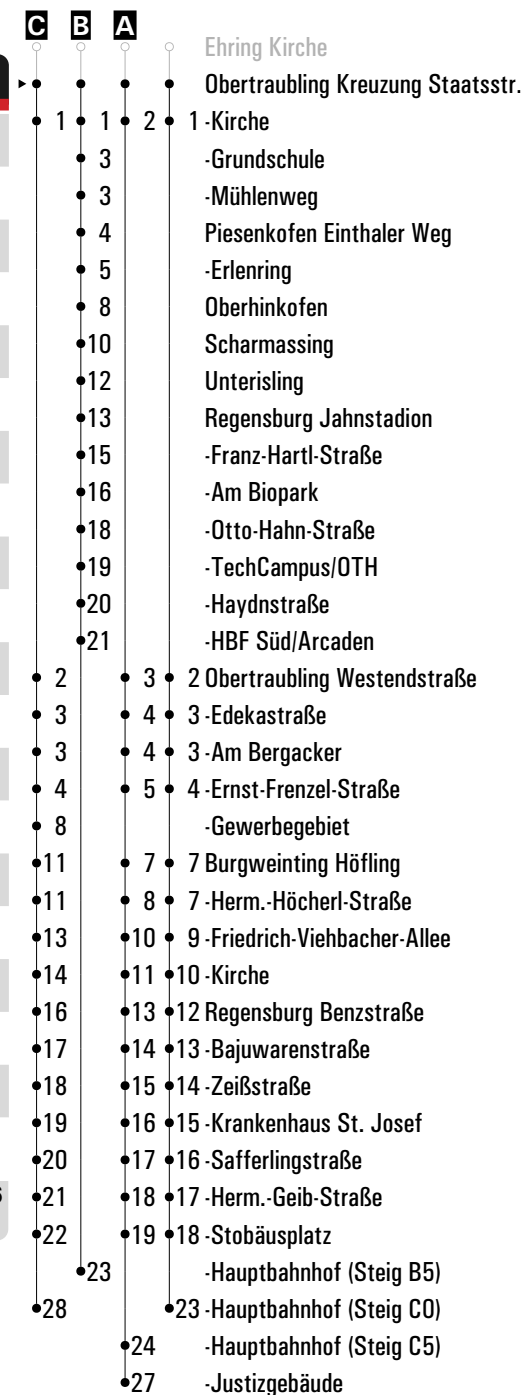 C B A
Ehring Kirche
Obertraubling Kreuzung Staatsstr.
1 1 2 1 -Kirche
3 -Grundschule
3 -Mühlenweg
4 Piesenkofen Einthaler Weg
5 -Erlenring
8 Oberhinkofen
10 Scharmassing
12 Unterisling
13 Regensburg Jahnstadion
15 -Franz-Hartl-Straße
16 -Am Biopark
18 -Otto-Hahn-Straße
19 -TechCampus/OTH
20 -Haydnstraße
21 -HBF Süd/Arcaden
2 3 2 Obertraubling Westendstraße
3 4 3 -Edekastraße
3 4 3 -Am Bergacker
4 5 4 -Ernst-Frenzel-Straße
8 -Gewerbegebiet
11 7 7 Burgweinting Höfling
11 8 7 -Herm.-Höcherl-Straße
13 10 9 -Friedrich-Viehbacher-Allee
14 11 10 -Kirche
16 13 12 Regensburg Benzstraße
17 14 13 -Bajuwarenstraße
18 15 14 -Zeißstraße
19 16 15 -Krankenhaus St. Josef
20 17 16 -Safferlingstraße
21 18 17 -Herm.-Geib-Straße
22 19 18 -Stobäusplatz
23 -Hauptbahnhof (Steig B5)
28 23 -Hauptbahnhof (Steig C0)
24 -Hauptbahnhof (Steig C5)
27 -Justizgebäude